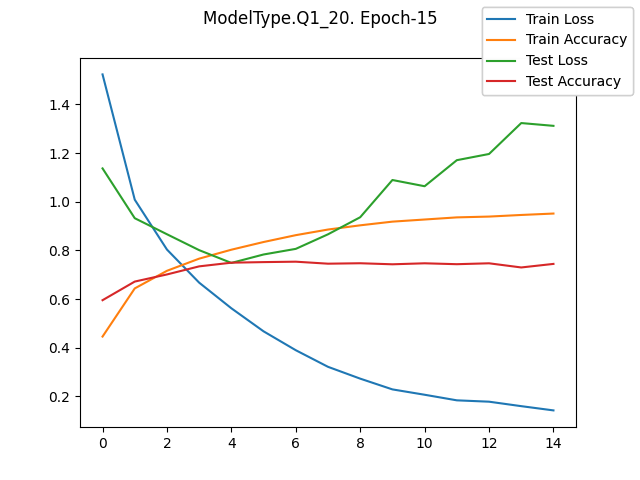 ModelType.Q1_20. Epoch-15
Train Loss
Train Accuracy
Test Loss
Test Accuracy
1.4
1.2
1.0
0.8
0.6
0.4
0.2
0 2 4 6 8 10 12 14